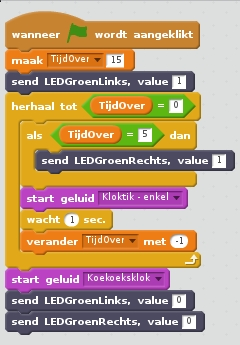 wanneer wordt aangeklikt
maak TijdOver 15
send LEDGroenLinks, value 1
herhaal tot TijdOver = 0
als TijdOver = 5 dan
send LEDGroenRechts, value 1
start geluid Kloktik - enkel
wacht 1 sec.
verander TijdOver met -1
start geluid Koekoeksklok
send LEDGroenLinks, value 0
send LEDGroenRechts, value 0